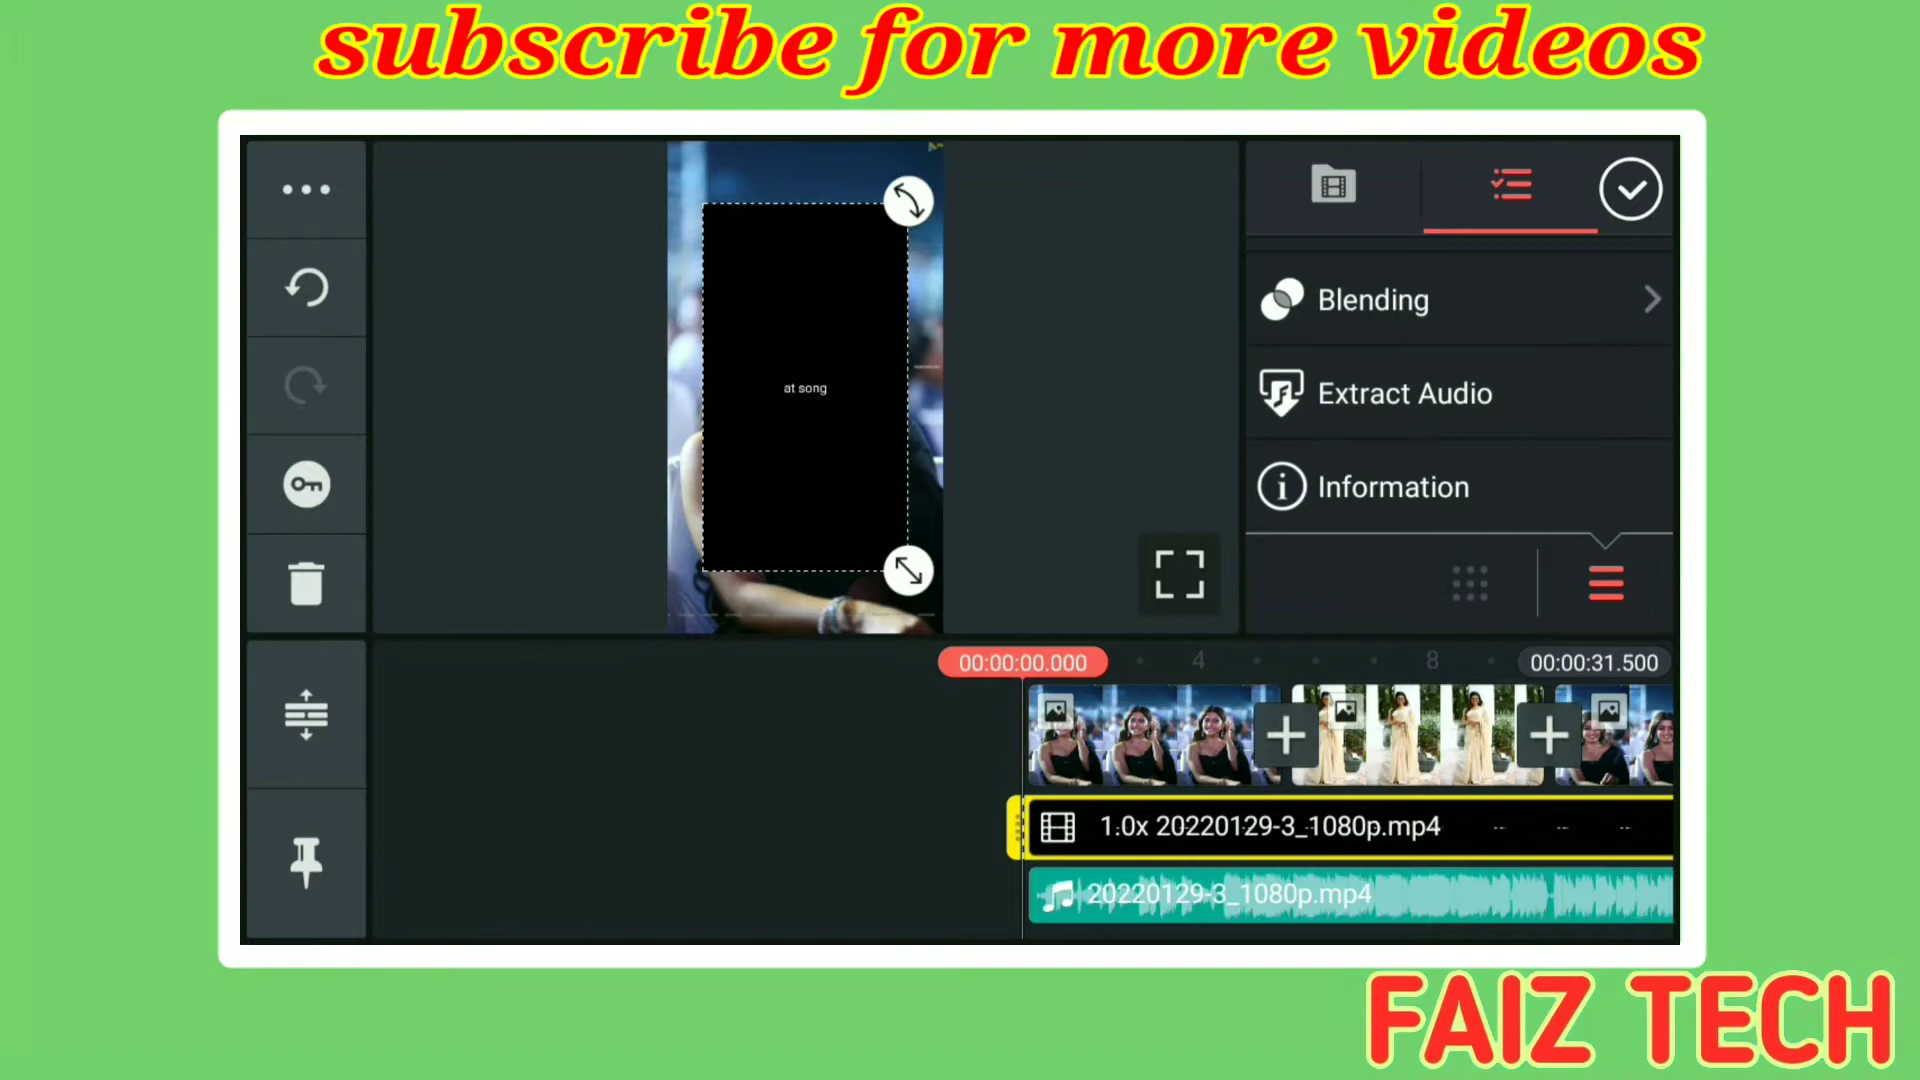 subscribe for more videos
at song
Blending
Extract Audio
Information
00:00:00.000
4
8
00:00:31.500
1.0x 20220129-3_1080p.mp4
20220129-3_1080p.mp4
FAIZ TECH